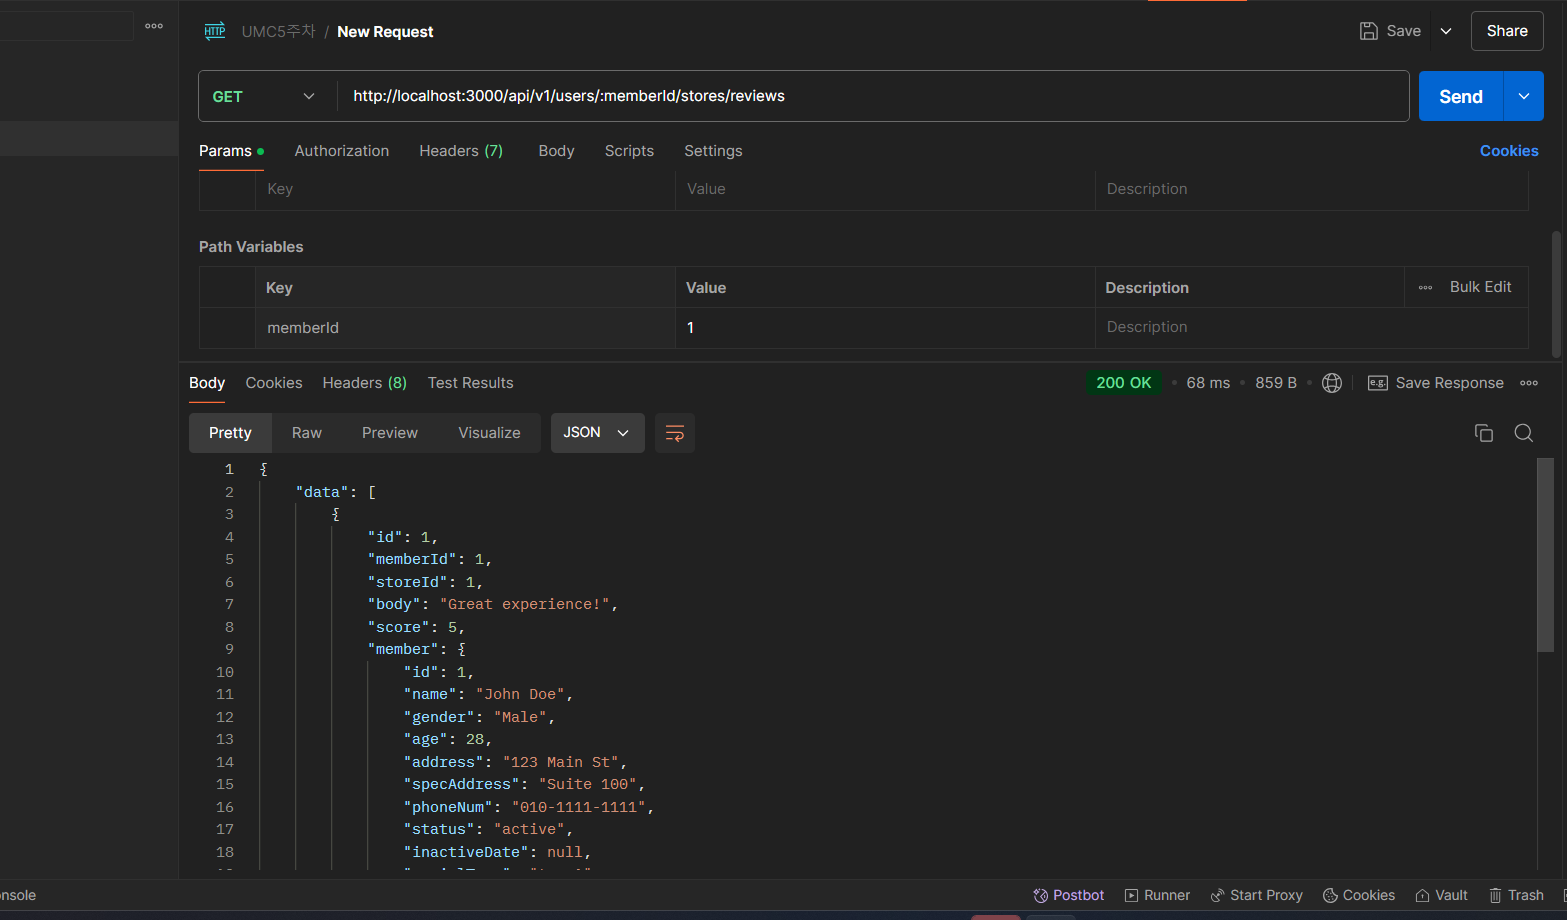 HTTP UMC5주차 / New Request Save Share
GET http://localhost:3000/api/v1/users/:memberId/stores/reviews Send
Params Authorization Headers (7) Body Scripts Settings Cookies
Key Value Description
Path Variables
Key Value Description Bulk Edit
memberId 1 Description
Body Cookies Headers (8) Test Results 200 OK 68 ms 859 B e.g. Save Response
Pretty Raw Preview Visualize JSON
1 {
2 "data": [
3 {
4 "id": 1,
5 "memberId": 1,
6 "storeId": 1,
7 "body": "Great experience!",
8 "score": 5,
9 "member": {
10 "id": 1,
11 "name": "John Doe",
12 "gender": "Male",
13 "age": 28,
14 "address": "123 Main St",
15 "specAddress": "Suite 100",
16 "phoneNum": "010-1111-1111",
17 "status": "active",
18 "inactiveDate": null,
nsole Postbot Runner Start Proxy Cookies Vault Trash